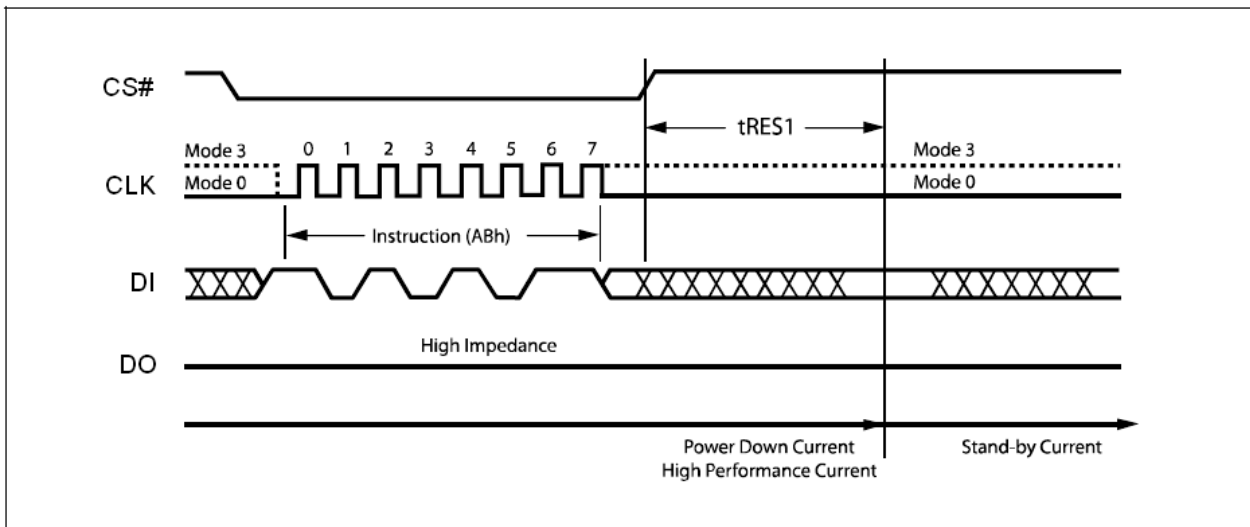 CS#
tRES1
Mode 3
0 1 2 3 4 5 6 7
Mode 3
CLK
Mode 0
Mode 0
Instruction (ABh)
DI
High Impedance
DO
Power Down Current
High Performance Current
Stand-by Current